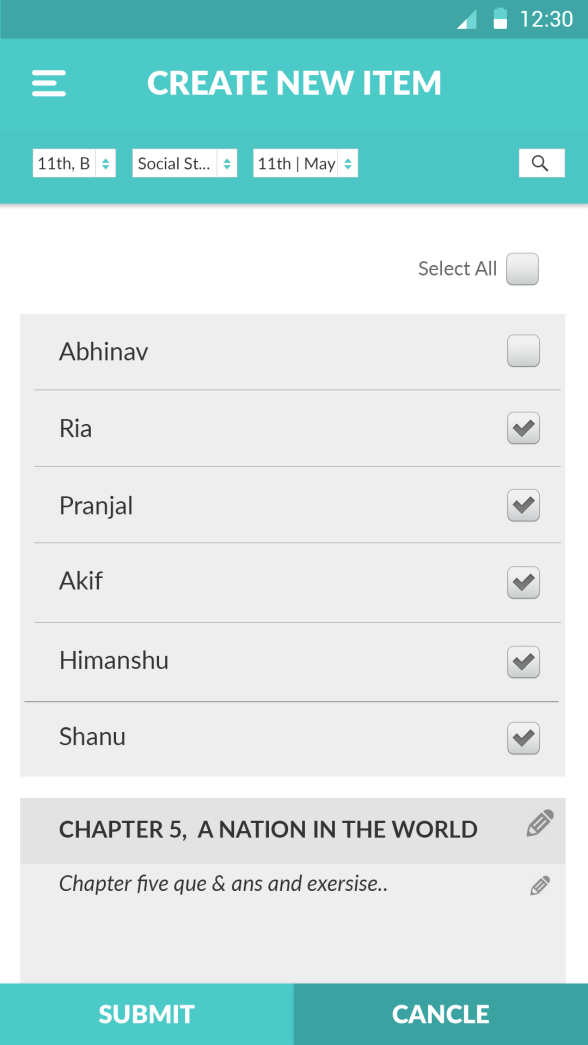 12:30
CREATE NEW ITEM
11th, B Social St... 11th | May
Select All
Abhinav
Ria
Pranjal
Akif
Himanshu
Shanu
CHAPTER 5, A NATION IN THE WORLD
Chapter five que & ans and exersise..
SUBMIT CANCLE